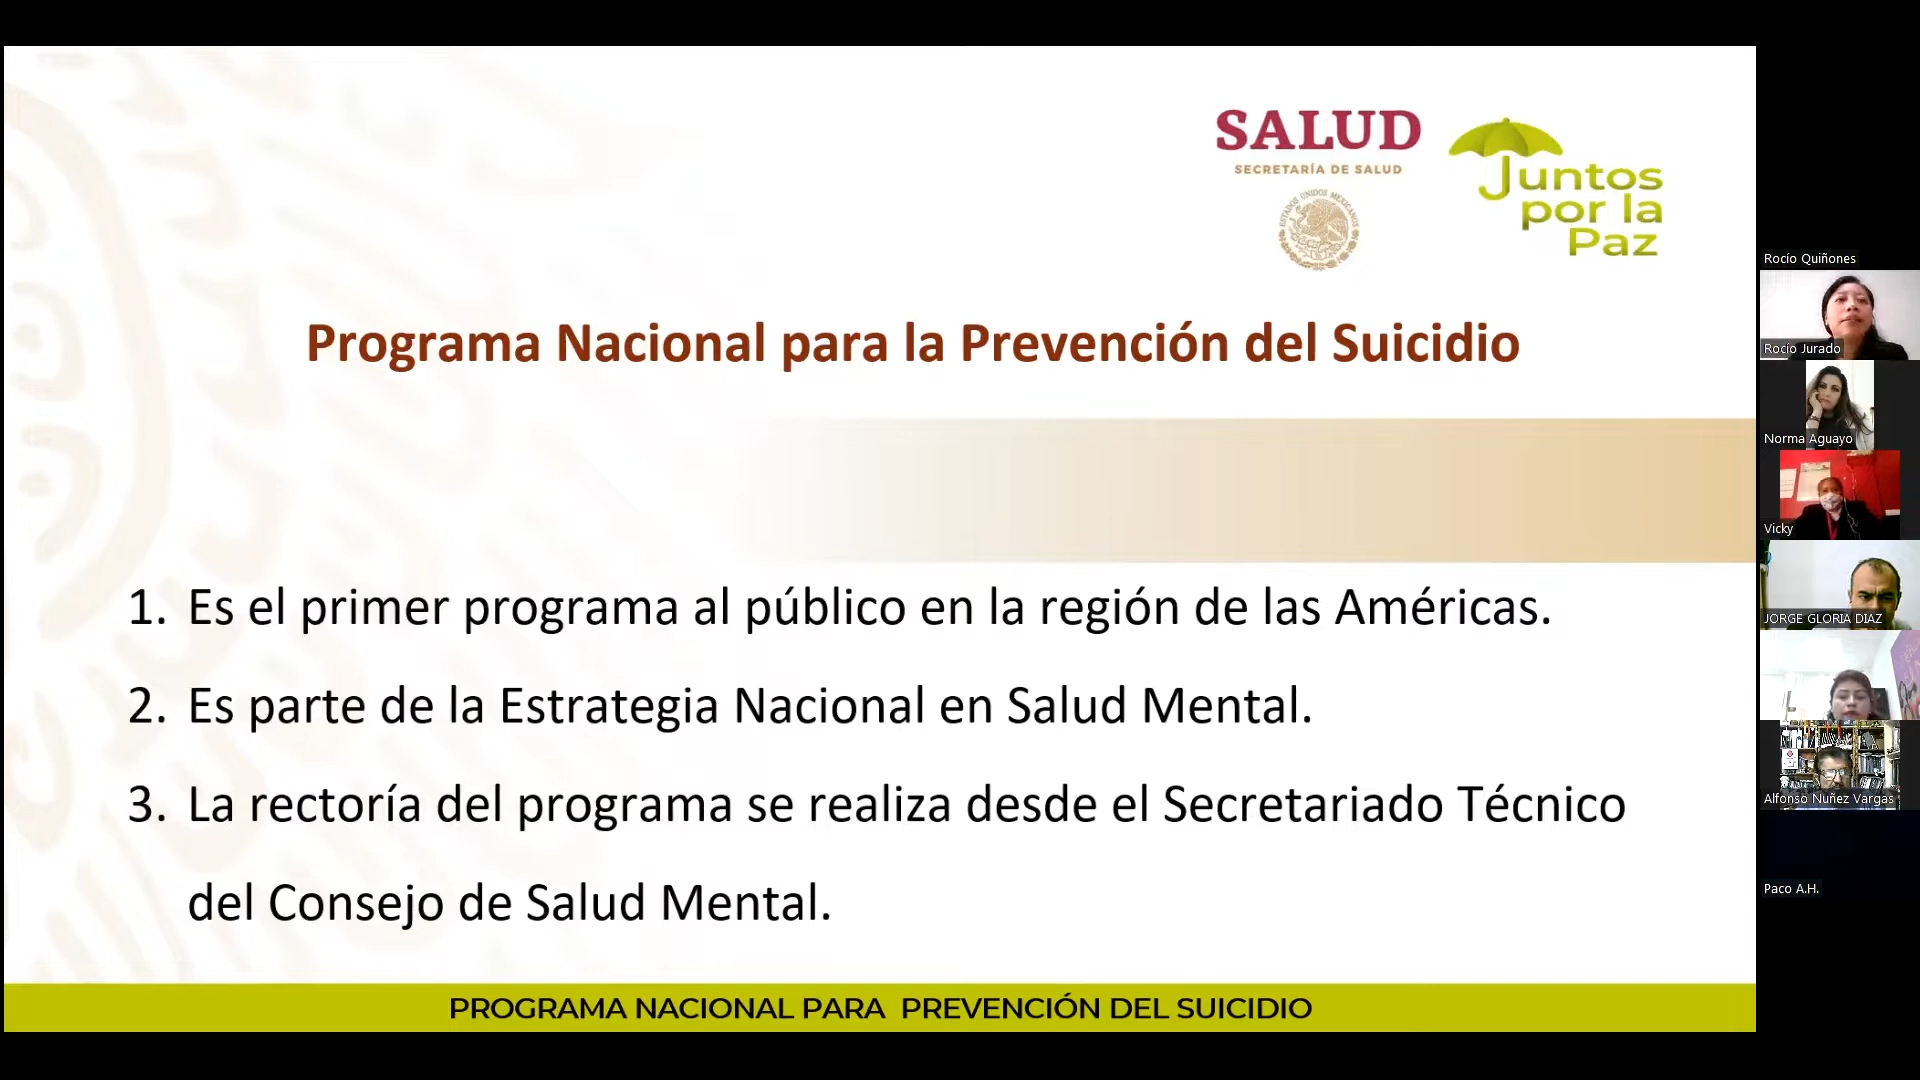 SALUD
SECRETARÍA DE SALUD
ESTADOS UNIDOS MEXICANOS
Juntos
por la
Paz
Programa Nacional para la Prevención del Suicidio
1. Es el primer programa al público en la región de las Américas.
2. Es parte de la Estrategia Nacional en Salud Mental.
3. La rectoría del programa se realiza desde el Secretariado Técnico
del Consejo de Salud Mental.
PROGRAMA NACIONAL PARA  PREVENCIÓN DEL SUICIDIO
Rocío Quiñones
Rocío Jurado
Norma Aguayo
Vicky
JORGE GLORIA DIAZ
Alfonso Nuñez Vargas
Paco A.H.